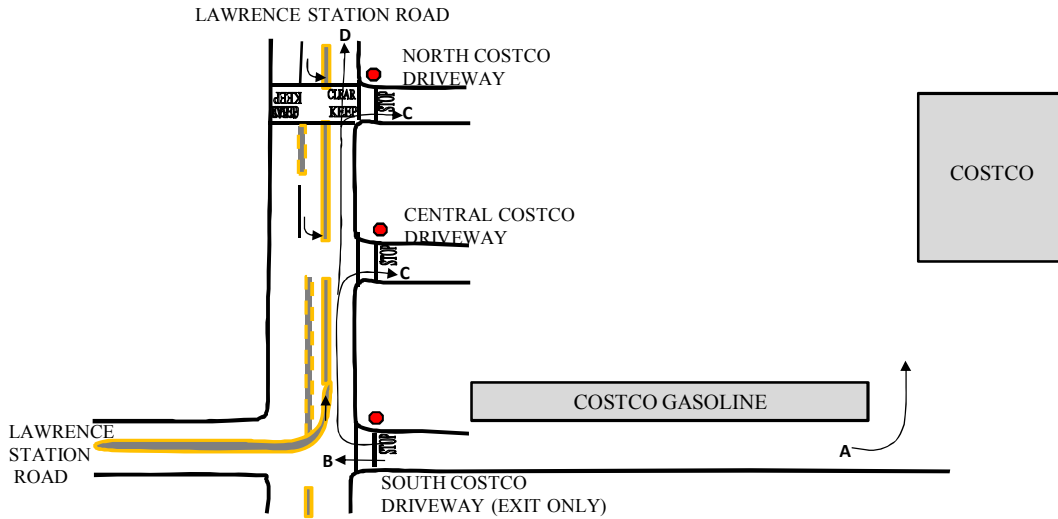 LAWRENCE STATION ROAD
D
NORTH COSTCO
DRIVEWAY
KEEP
CLEAR
KEEP
STOP
C
COSTCO
CENTRAL COSTCO
DRIVEWAY
STOP
C
COSTCO GASOLINE
LAWRENCE
STATION
ROAD
STOP
B
A
SOUTH COSTCO
DRIVEWAY (EXIT ONLY)